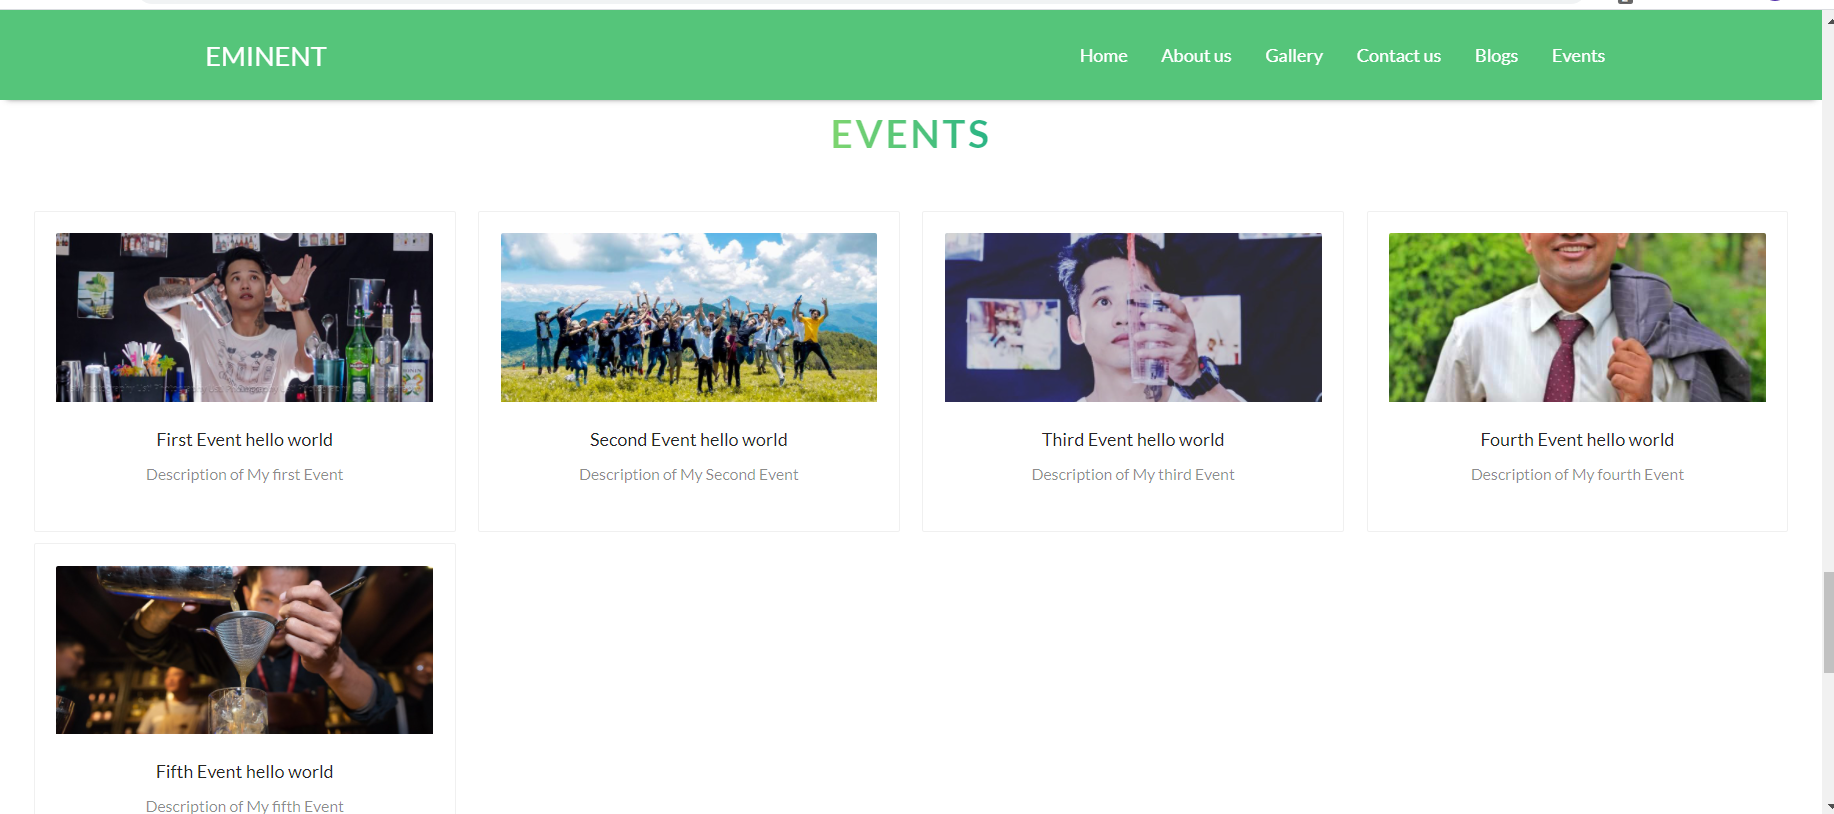 EMINENT
Home About us Gallery Contact us Blogs Events
EVENTS
First Event hello world
Description of My first Event
Second Event hello world
Description of My Second Event
Third Event hello world
Description of My third Event
Fourth Event hello world
Description of My fourth Event
Fifth Event hello world
Description of My fifth Event